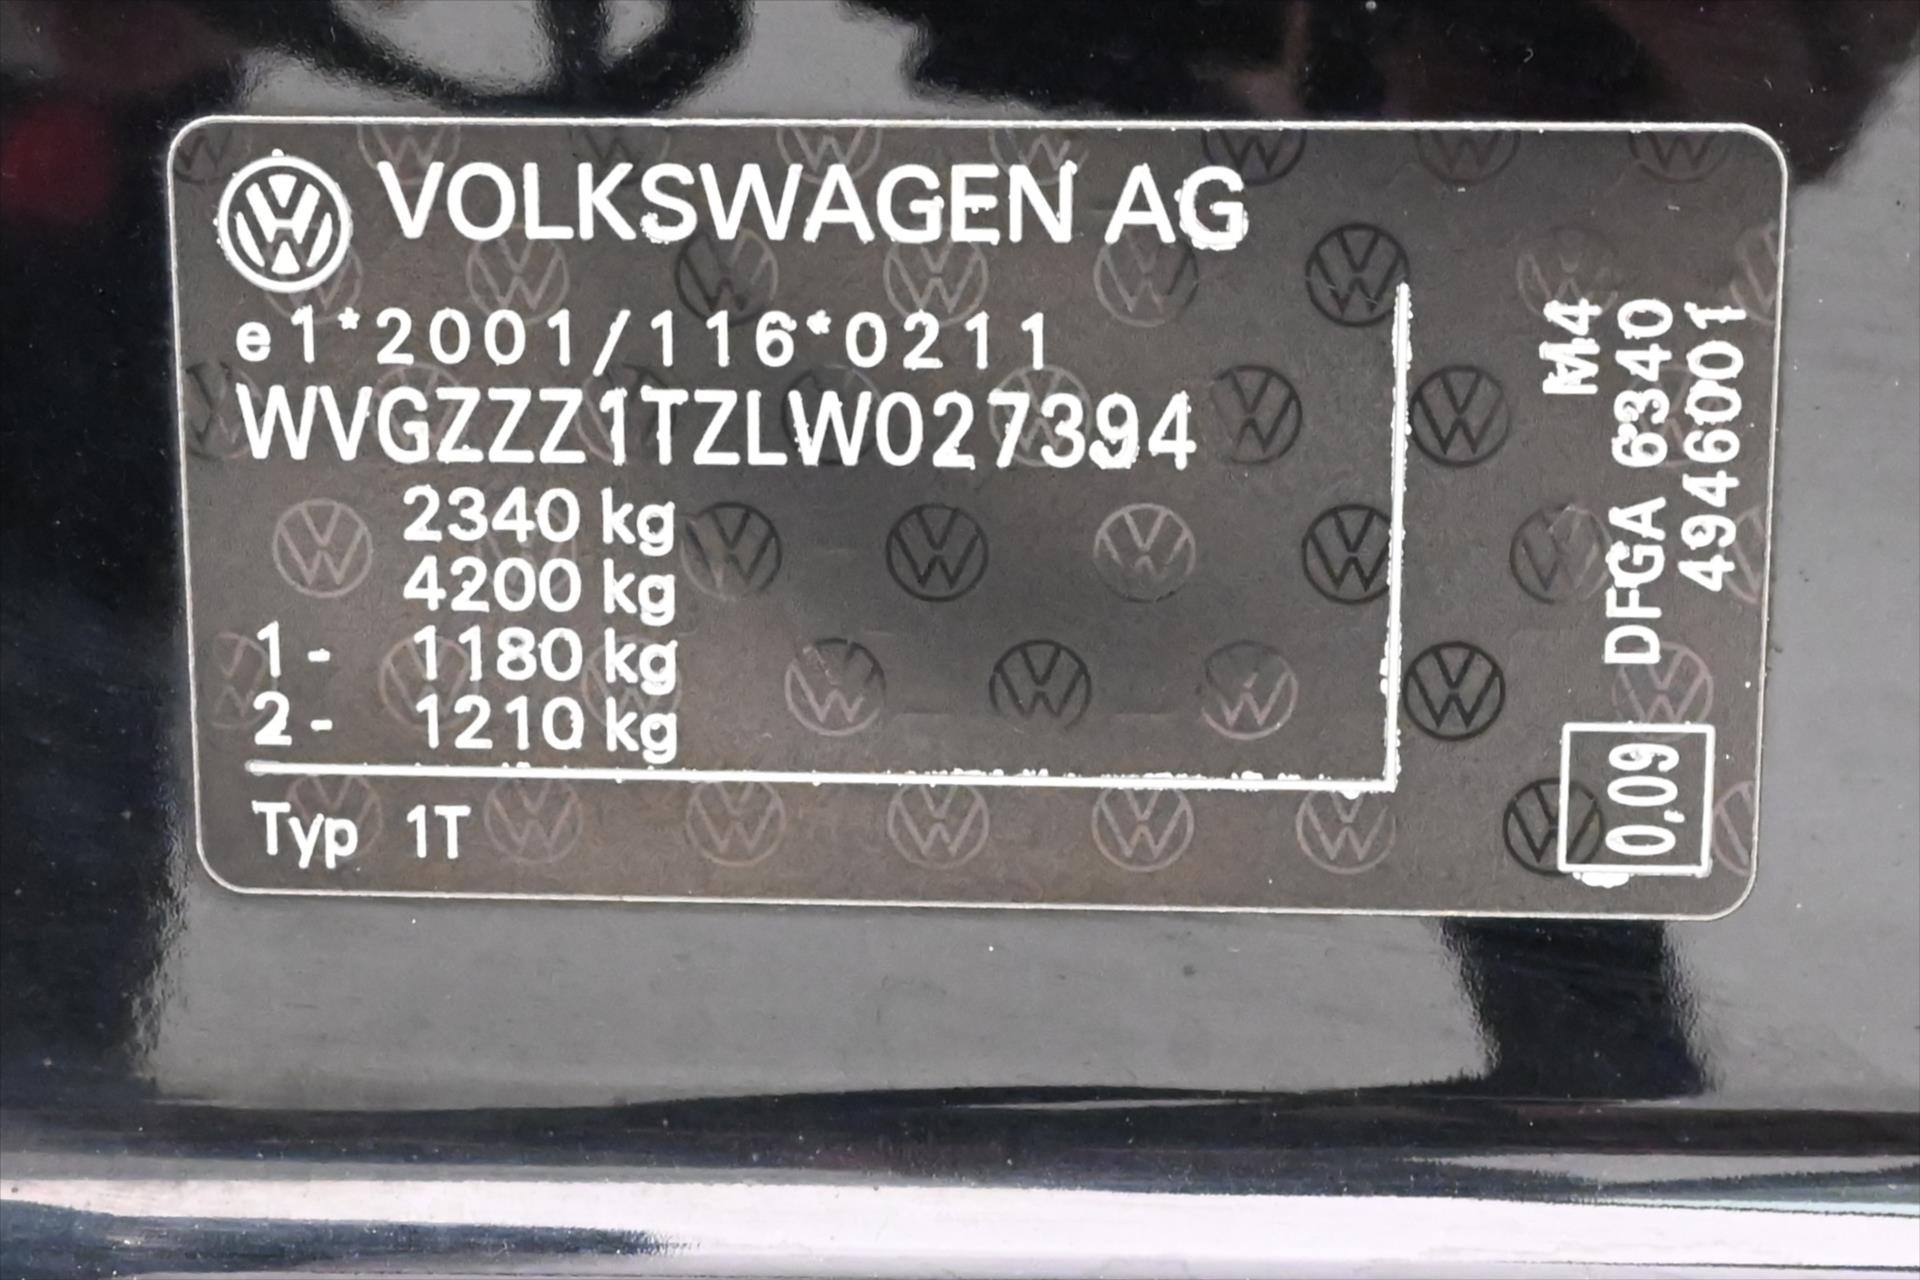 VOLKSWAGEN AG
e1*2001/116*0211
WVGZZZ1TZLW027394
2340 kg
4200 kg
1- 1180 kg
2- 1210 kg
Typ 1T
M4
DFGA 6340
4946001
0,09